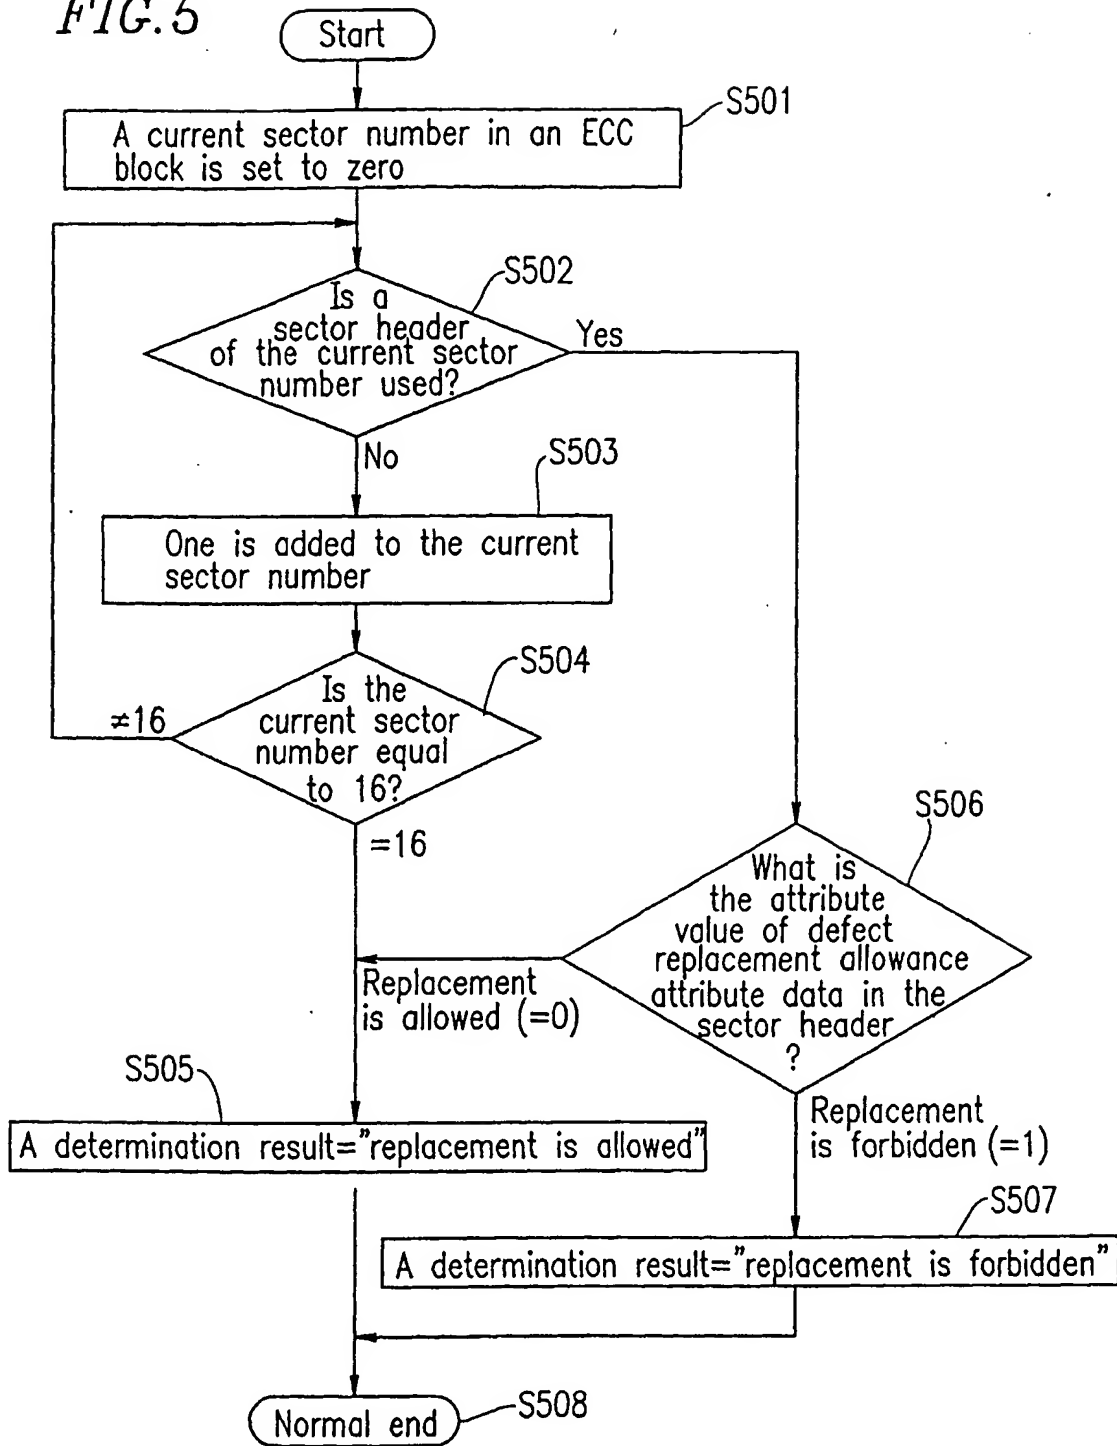 FIG. 5
Start
S501
A current sector number in an ECC
block is set to zero
S502
Is a
sector header
of the current sector
number used?
Yes
No
S503
One is added to the current
sector number
S504
Is the
current sector
number equal
to 16?
≠16
=16
S506
What is
the attribute
value of defect
replacement allowance
attribute data in the
sector header
?
Replacement
is allowed (=0)
S505
A determination result="replacement is allowed"
Replacement
is forbidden (=1)
S507
A determination result="replacement is forbidden"
Normal end
S508